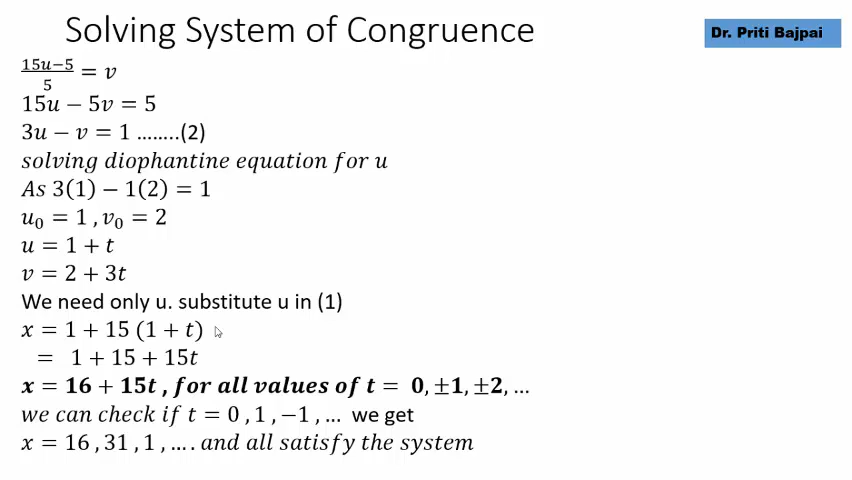 Solving System of Congruence
Dr. Priti Bajpai
\frac{15u−5}{5} = v
15u − 5v = 5
3u − v = 1 ........(2)
solving diophantine equation for u
As 3(1) − 1(2) = 1
u₀ = 1 , v₀ = 2
u = 1 + t
v = 2 + 3t
We need only u. substitute u in (1)
x = 1 + 15 (1 + t)
= 1 + 15 + 15t
x = 16 + 15t , for all values of t = 0, ±1, ±2, …
we can check if t = 0 , 1 , −1 , … we get
x = 16 , 31 , 1 , … . and all satisfy the system